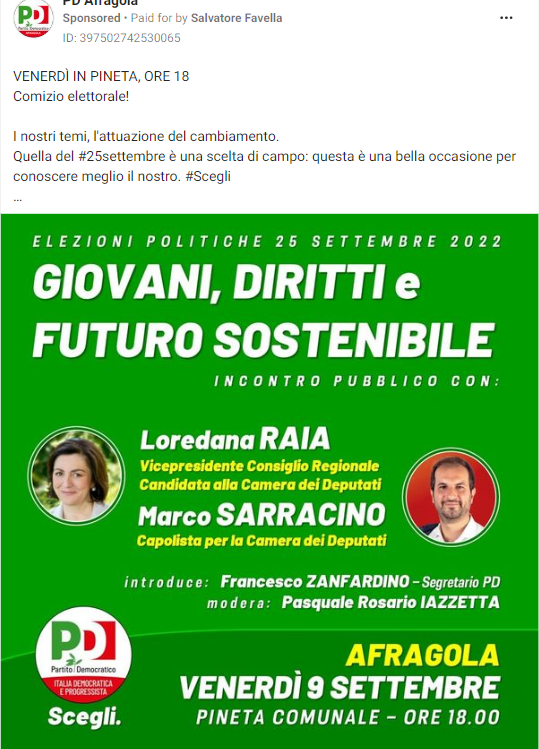 PD Afragola
Sponsored • Paid for by Salvatore Favella
ID: 397502742530065
VENERDÌ IN PINETA, ORE 18
Comizio elettorale!
I nostri temi, l'attuazione del cambiamento.
Quella del #25settembre è una scelta di campo: questa è una bella occasione per
conoscere meglio il nostro. #Scegli
...
ELEZIONI POLITICHE 25 SETTEMBRE 2022
GIOVANI, DIRITTI e
FUTURO SOSTENIBILE
INCONTRO PUBBLICO CON:
Loredana RAIA
Vicepresidente Consiglio Regionale
Candidata alla Camera dei Deputati
Marco SARRACINO
Capolista per la Camera dei Deputati
introduce: Francesco ZANFARDINO – Segretario PD
modera: Pasquale Rosario IAZZETTA
PD
Partito Democratico
ITALIA DEMOCRATICA
E PROGRESSISTA
Scegli.
AFRAGOLA
VENERDÌ 9 SETTEMBRE
PINETA COMUNALE – ORE 18.00